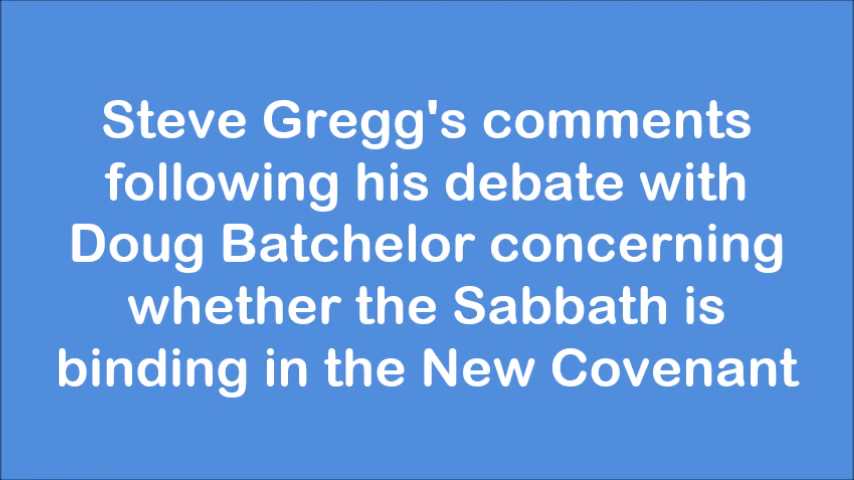 Steve Gregg's comments
following his debate with
Doug Batchelor concerning
whether the Sabbath is
binding in the New Covenant